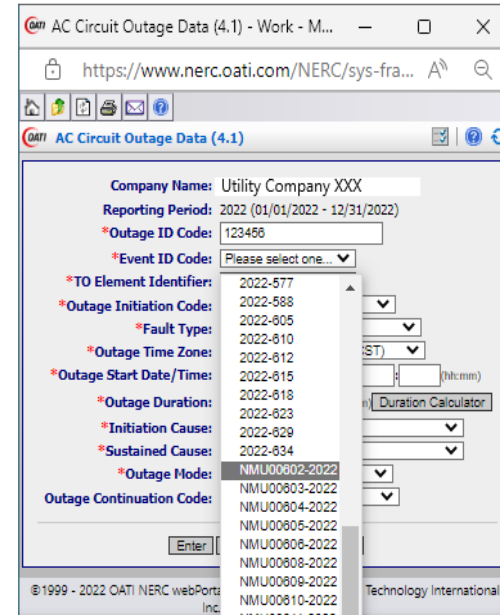 OATI AC Circuit Outage Data (4.1) - Work - M...
https://www.nerc.oati.com/NERC/sys-fra...
OATI AC Circuit Outage Data (4.1)
Company Name: Utility Company XXX
Reporting Period: 2022 (01/01/2022 - 12/31/2022)
*Outage ID Code: 123456
*Event ID Code: Please select one...
*TO Element Identifier:
2022-577
2022-588
*Outage Initiation Code:
2022-605
*Fault Type:
2022-610
*Outage Time Zone: ST)
2022-612
*Outage Start Date/Time: : (hh:mm)
2022-615
2022-618
*Outage Duration: Duration Calculator
2022-623
*Initiation Cause:
2022-629
*Sustained Cause:
2022-634
*Outage Mode:
NMU00602-2022
NMU00603-2022
Outage Continuation Code:
NMU00604-2022
NMU00605-2022
Enter
NMU00606-2022
NMU00608-2022
NMU00609-2022
©1999 - 2022 OATI NERC webPorta Technology International
NMU00610-2022
Inc.